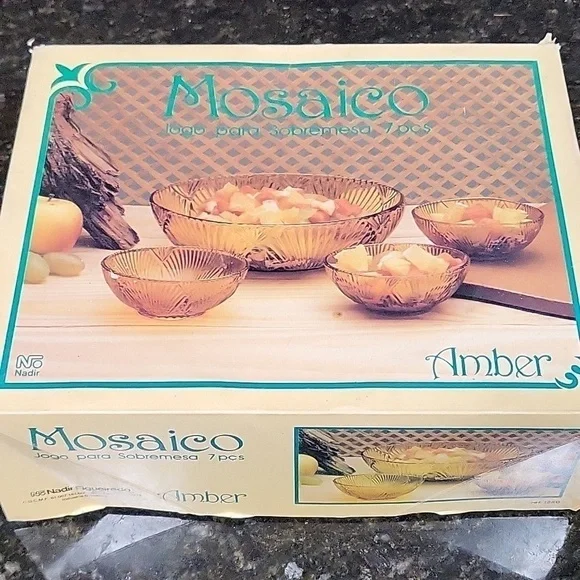 Mosaico
Jogo para Sobremesa 7pcs
Nadir
Amber
Mosaico
Jogo para Sobremesa 7pcs
Nadir Figueiredo
Amber